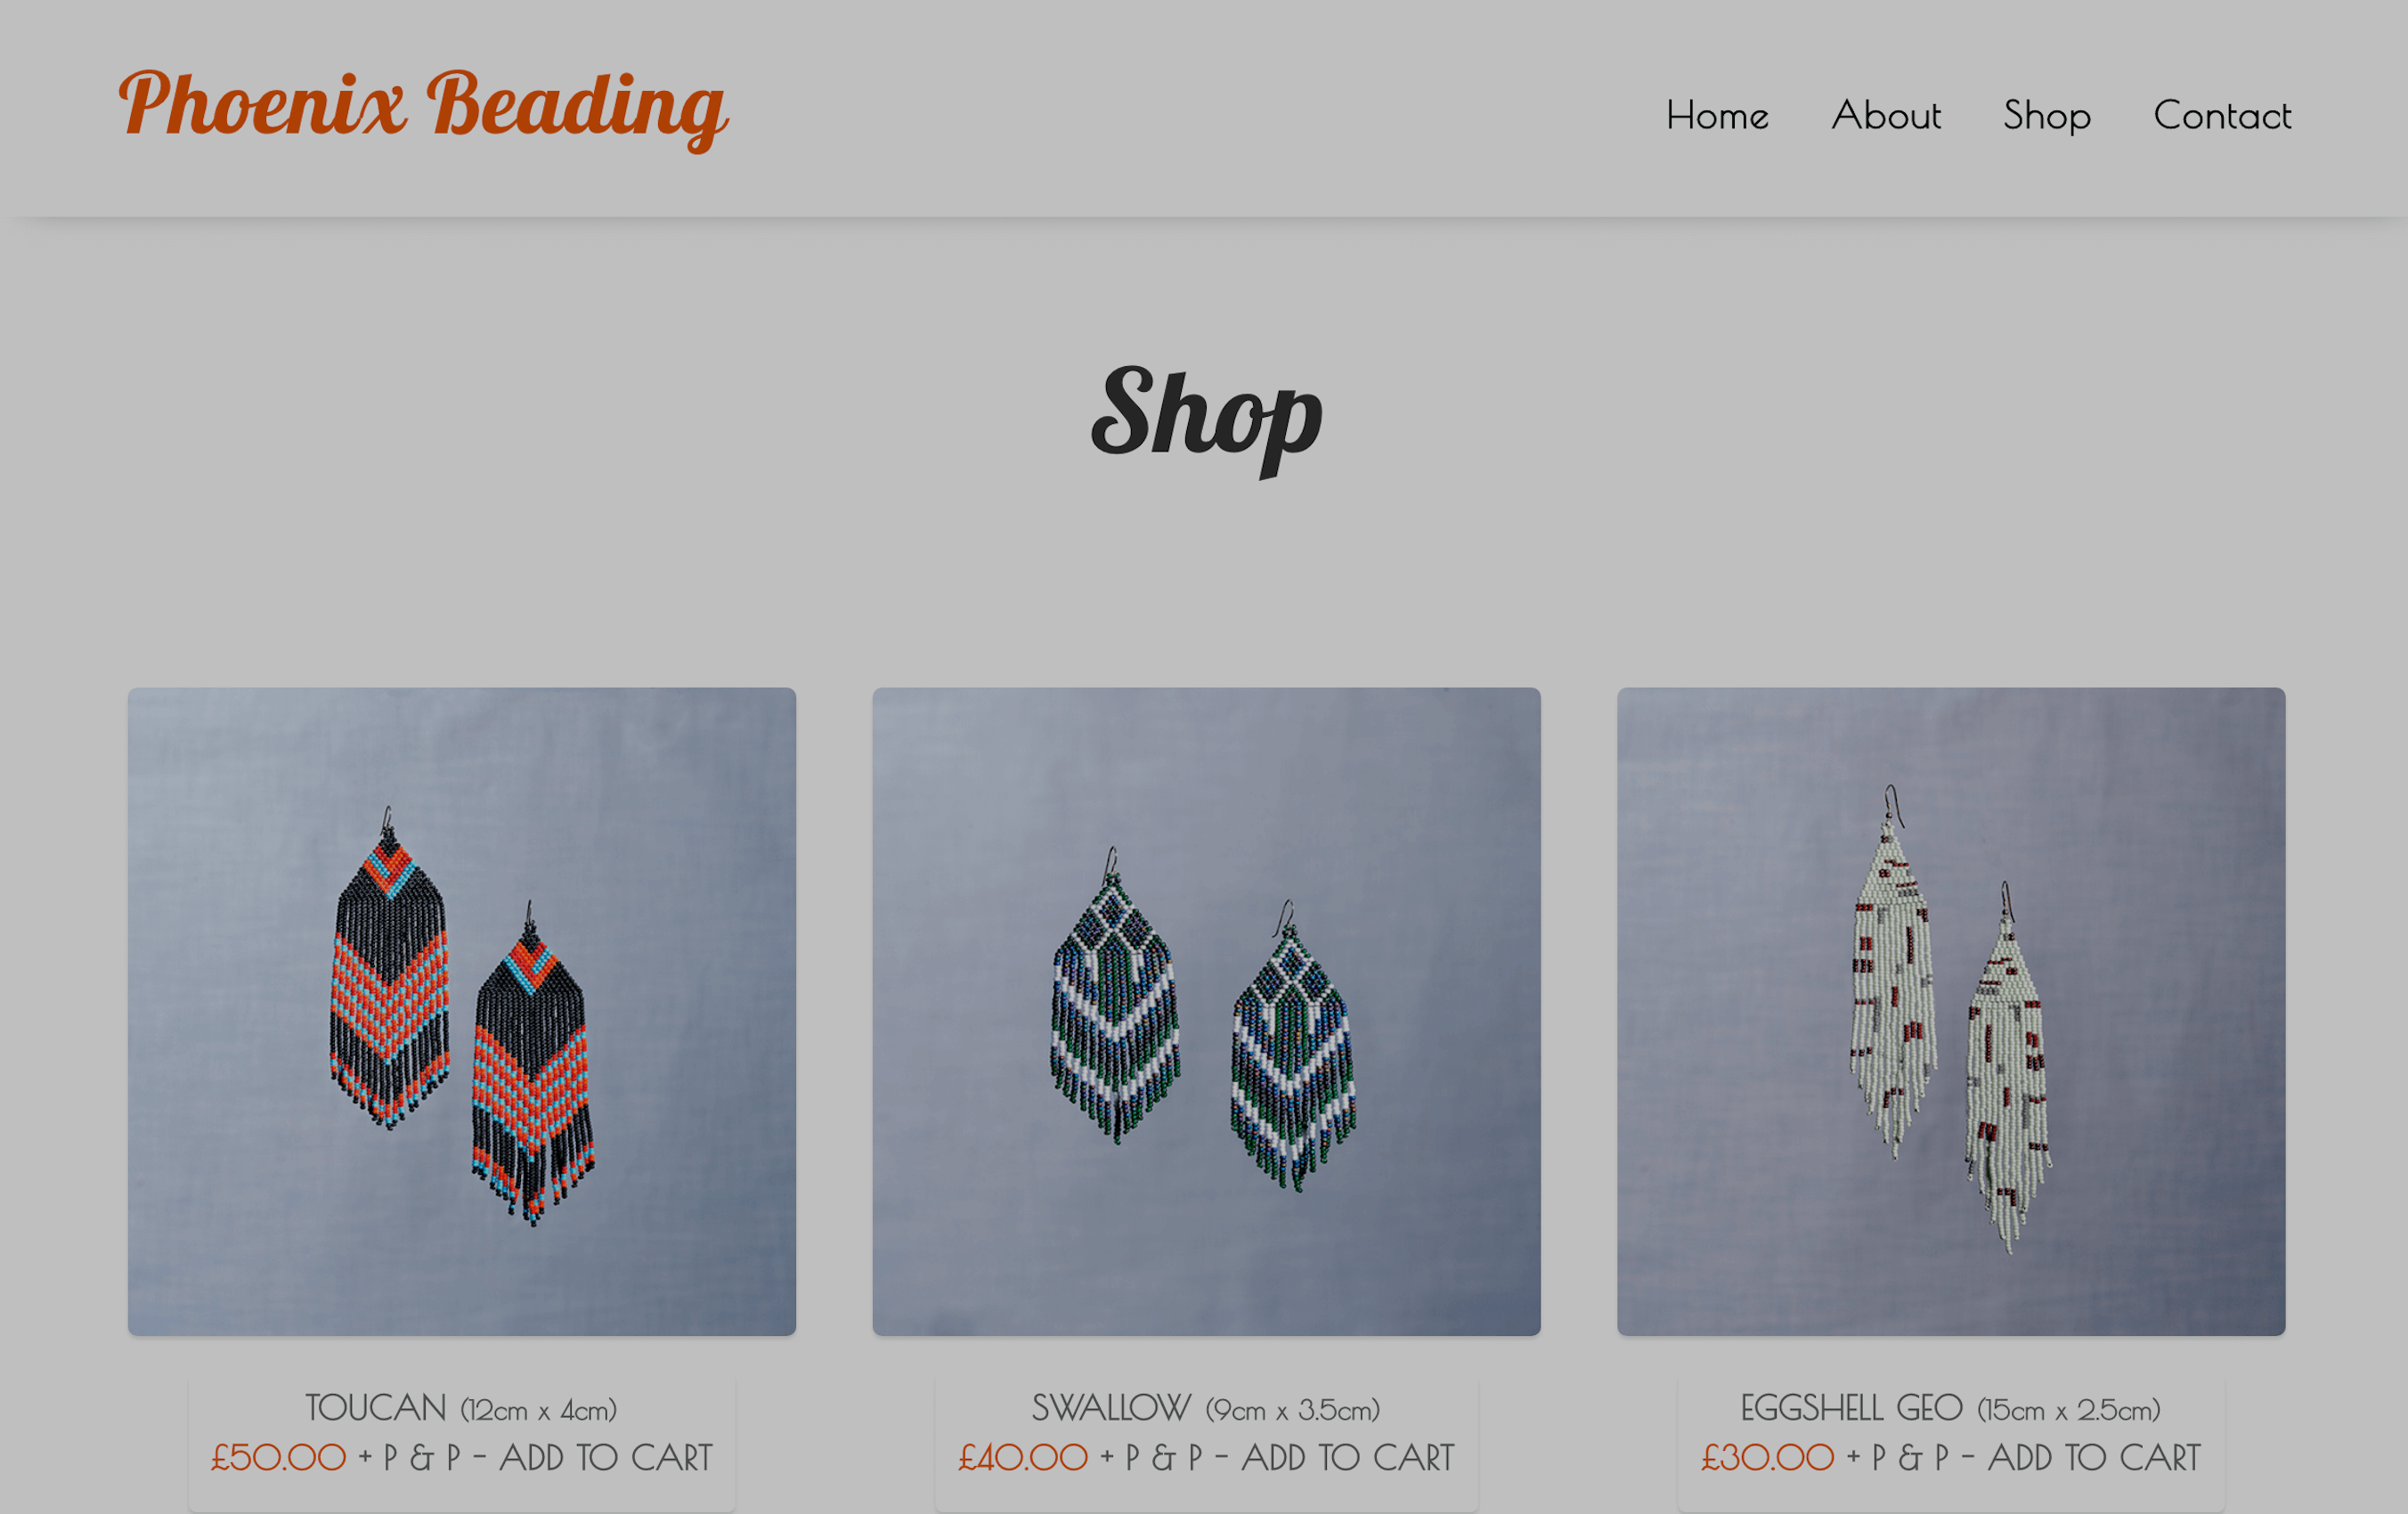 Phoenix Beading
Home About Shop Contact
Shop
TOUCAN (12cm x 4cm)
£50.00 + P & P - ADD TO CART
SWALLOW (9cm x 3.5cm)
£40.00 + P & P - ADD TO CART
EGGSHELL GEO (15cm x 2.5cm)
£30.00 + P & P - ADD TO CART